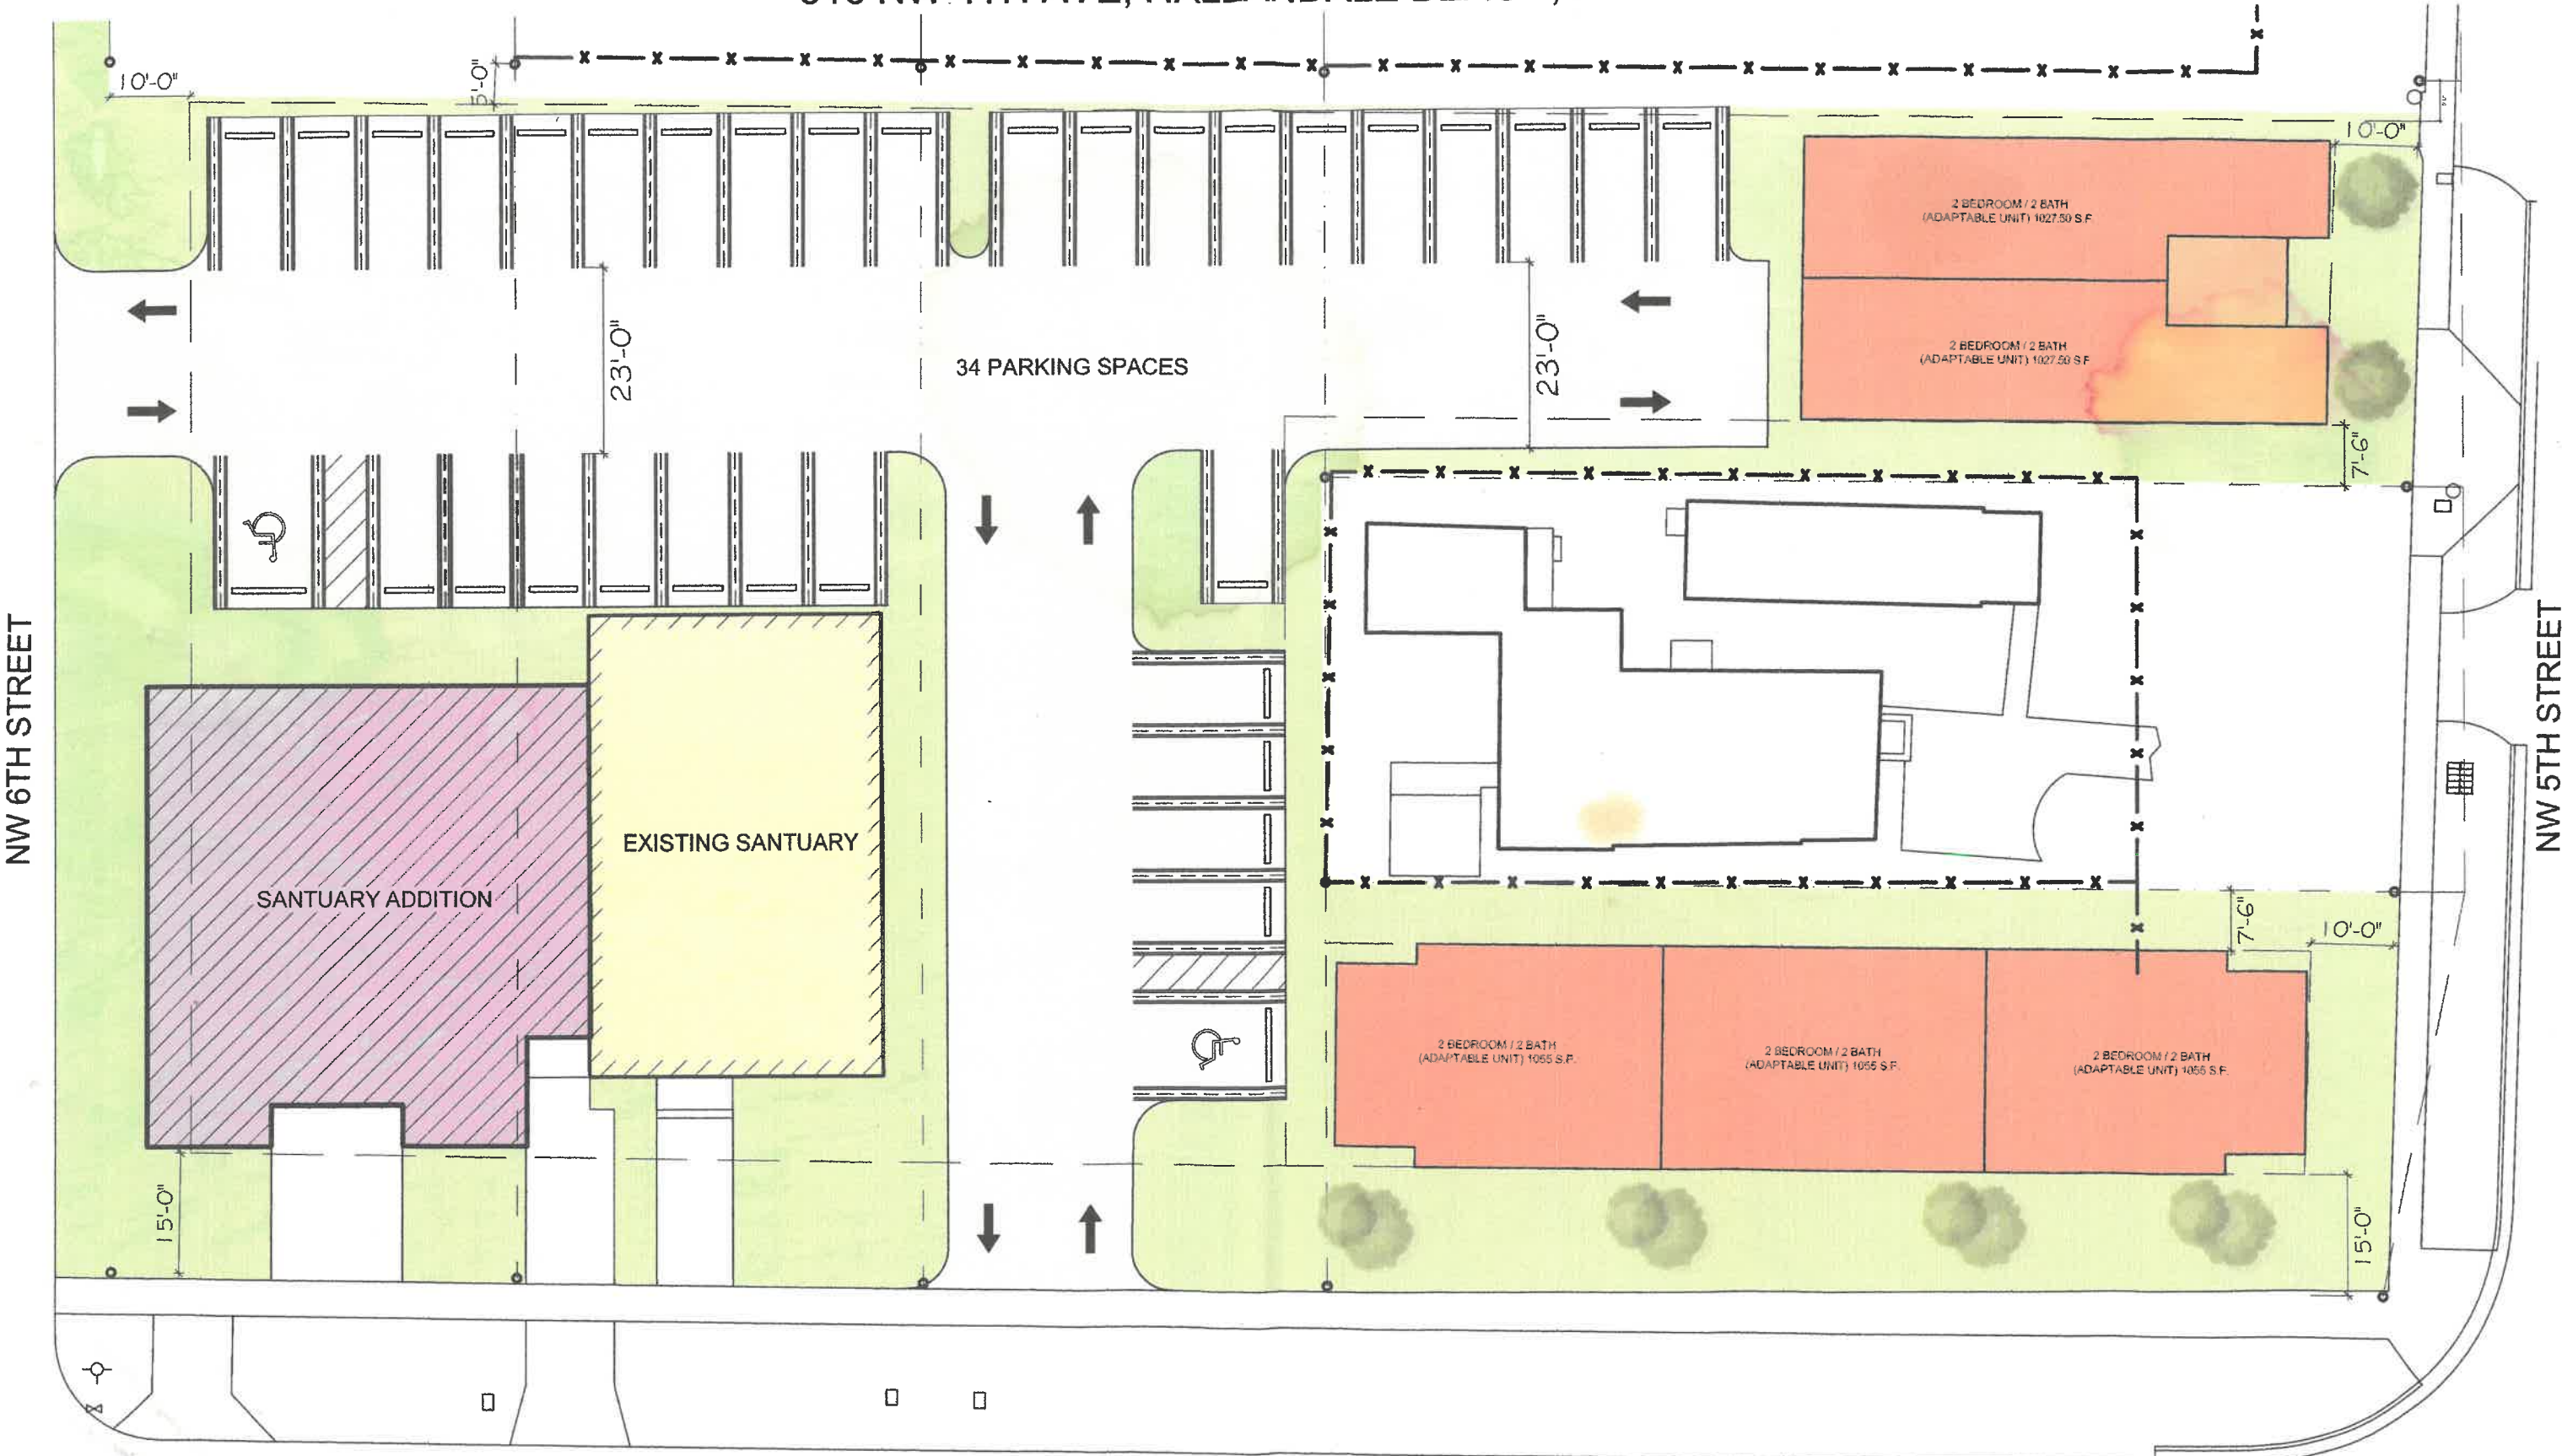 10'-0"
5'-0"
10'-0"
2 BEDROOM / 2 BATH
(ADAPTABLE UNIT) 1027.50 S.F.
23'-0"
34 PARKING SPACES
23'-0"
2 BEDROOM / 2 BATH
(ADAPTABLE UNIT) 1027.50 S.F.
7'-6"
NW 6TH STREET
NW 5TH STREET
EXISTING SANTUARY
SANTUARY ADDITION
7'-6"
10'-0"
2 BEDROOM / 2 BATH
(ADAPTABLE UNIT) 1055 S.F.
2 BEDROOM / 2 BATH
(ADAPTABLE UNIT) 1055 S.F.
2 BEDROOM / 2 BATH
(ADAPTABLE UNIT) 1055 S.F.
15'-0"
15'-0"